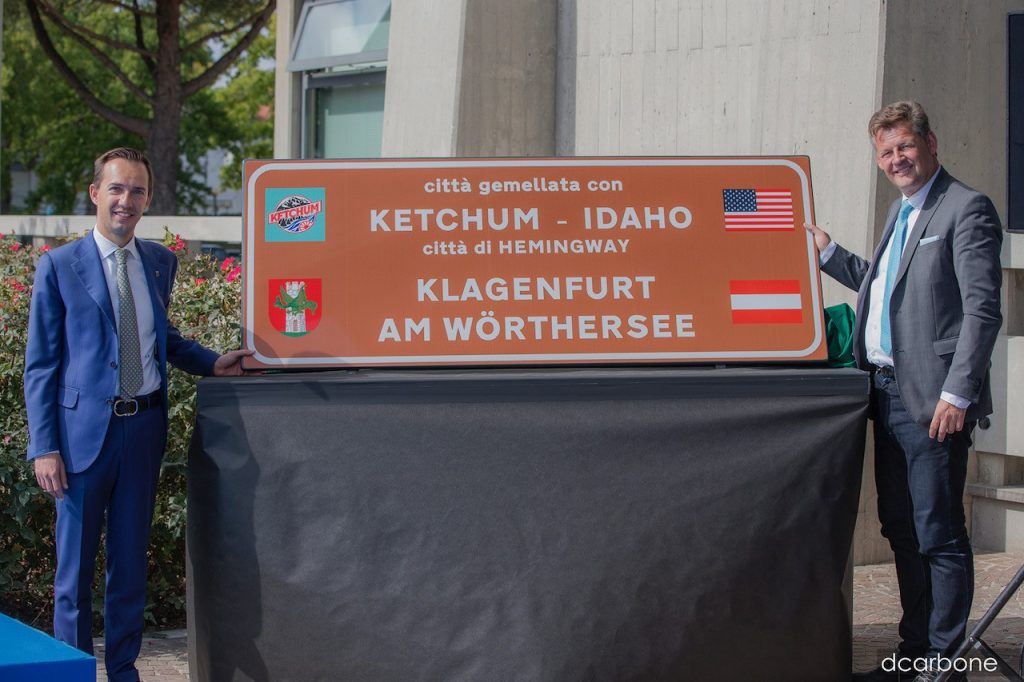 città gemellata con
KETCHUM
KETCHUM - IDAHO
città di HEMINGWAY
KLAGENFURT
AM WÖRTHERSEE
dcarbone